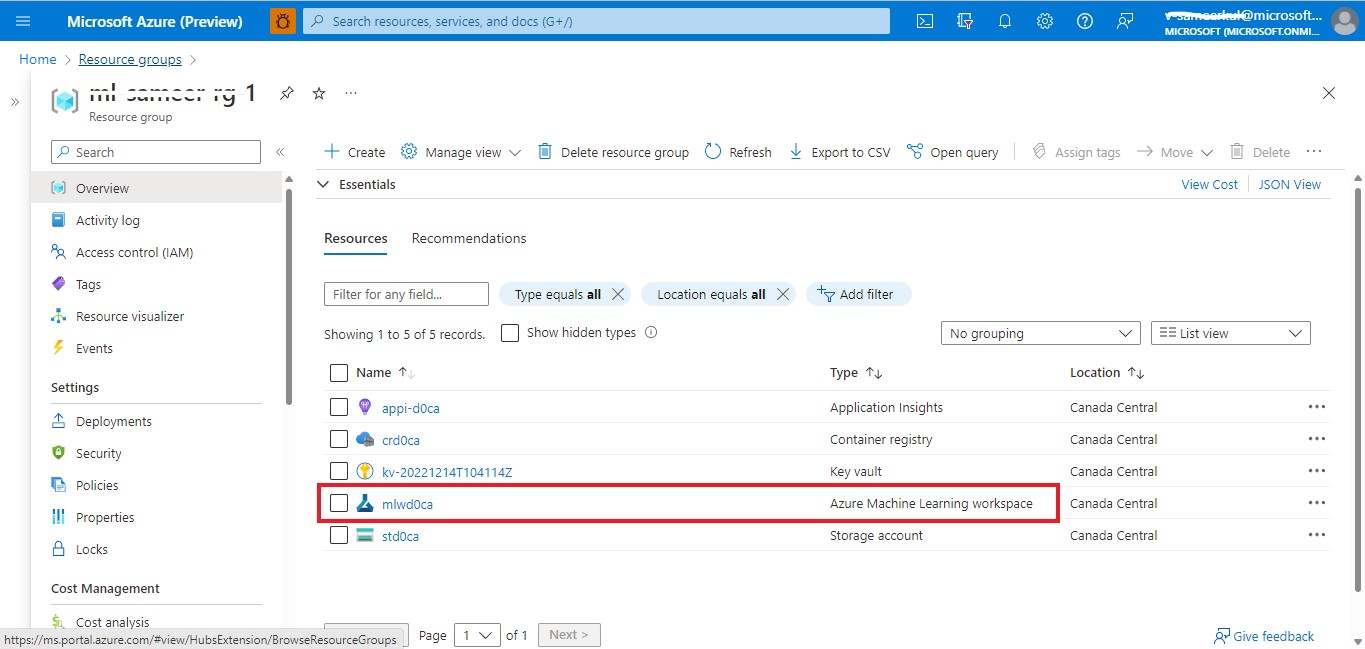 Microsoft Azure (Preview)
Search resources, services, and docs (G+/)
@microsoft...
MICROSOFT (MICROSOFT.ONMI...
Home > Resource groups >
ml-sameer-rg-1
Resource group
Search
Create
Manage view
Delete resource group
Refresh
Export to CSV
Open query
Assign tags
Move
Delete
Essentials
View Cost
JSON View
Overview
Activity log
Access control (IAM)
Tags
Resource visualizer
Events
Settings
Deployments
Security
Policies
Properties
Locks
Cost Management
Cost analysis
Resources
Recommendations
Filter for any field...
Type equals all
Location equals all
Add filter
Showing 1 to 5 of 5 records.
Show hidden types
No grouping
List view
Name Type Location
appi-d0ca Application Insights Canada Central
crd0ca Container registry Canada Central
kv-20221214T104114Z Key vault Canada Central
mlwd0ca Azure Machine Learning workspace Canada Central
std0ca Storage account Canada Central
Page 1 of 1 Next >
Give feedback
https://ms.portal.azure.com/#view/HubsExtension/BrowseResourceGroups